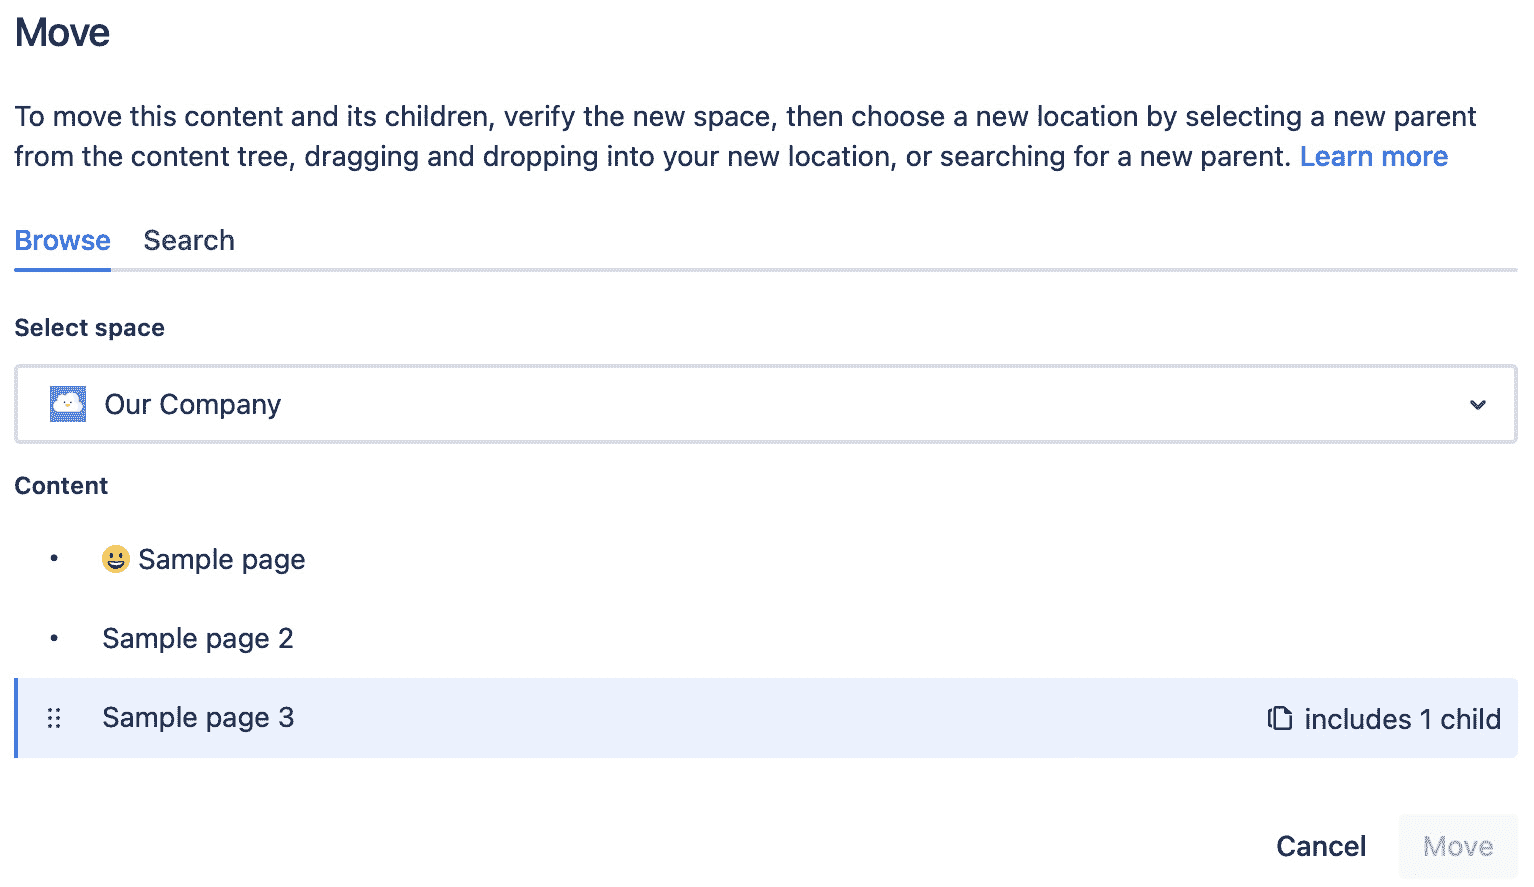 Move
To move this content and its children, verify the new space, then choose a new location by selecting a new parent
from the content tree, dragging and dropping into your new location, or searching for a new parent. Learn more
Browse Search
Select space
Our Company
Content
Sample page
Sample page 2
Sample page 3 includes 1 child
Cancel Move